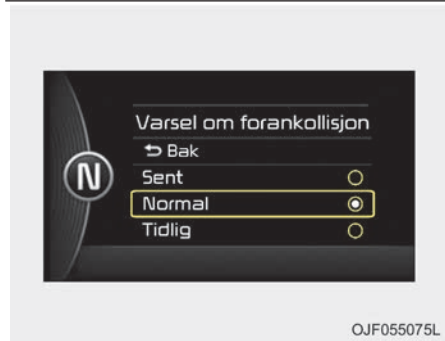 Varsel om forankollisjon
Bak
N
Sent
Normal
Tidlig
OJF055075L